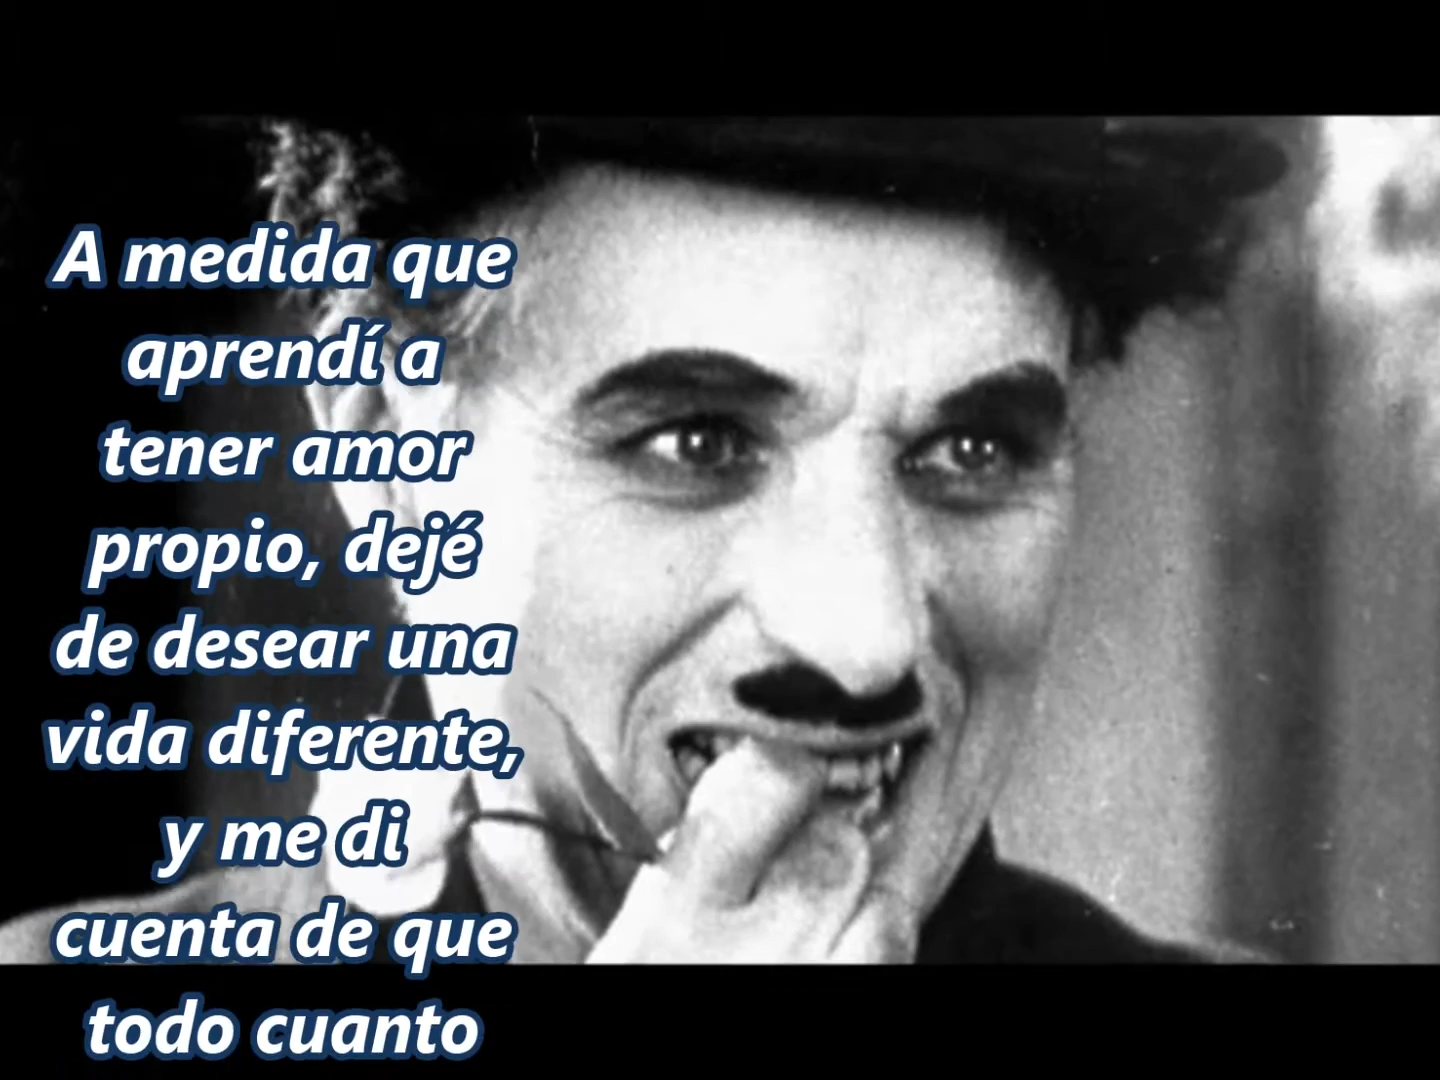 A medida que
aprendí a
tener amor
propio, dejé
de desear una
vida diferente,
y me di
cuenta de que
todo cuanto